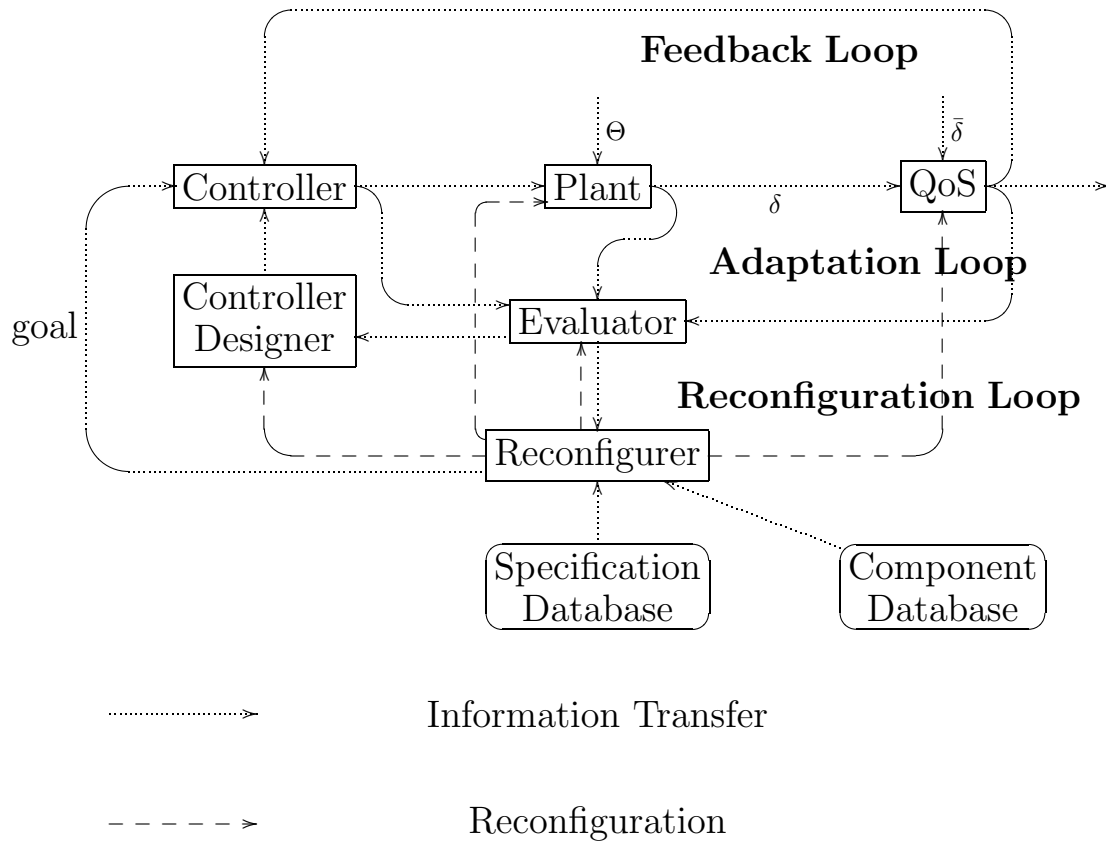 Feedback Loop
Θ
δ̄
Controller
Plant
QoS
δ
Adaptation Loop
Controller
Designer
goal
Evaluator
Reconfiguration Loop
Reconfigurer
Specification
Database
Component
Database
Information Transfer
Reconfiguration